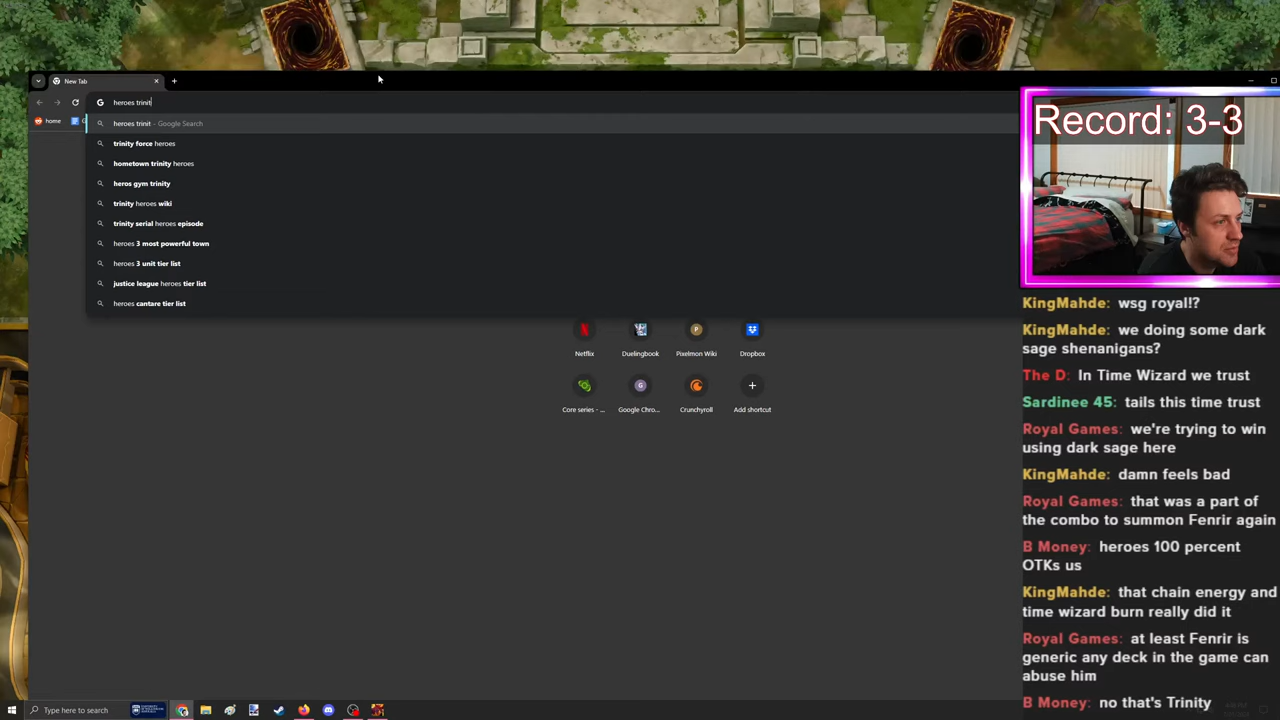 New Tab
heroes trinit
home
heroes trinit - Google Search
trinity force heroes
hometown trinity heroes
heros gym trinity
trinity heroes wiki
trinity serial heroes episode
heroes 3 most powerful town
heroes 3 unit tier list
justice league heroes tier list
heroes cantare tier list
Netflix
Duelingbook
Pixelmon Wiki
Dropbox
Core series - ...
Google Chro...
Crunchyroll
Add shortcut
Record: 3-3
KingMahde: wsg royal!?
KingMahde: we doing some dark
sage shenanigans?
The D: In Time Wizard we trust
Sardinee 45: tails this time trust
Royal Games: we're trying to win
using dark sage here
KingMahde: damn feels bad
Royal Games: that was a part of
the combo to summon Fenrir again
B Money: heroes 100 percent
OTKs us
KingMahde: that chain energy and
time wizard burn really did it
Royal Games: at least Fenrir is
generic any deck in the game can
abuse him
B Money: no that's Trinity
Type here to search